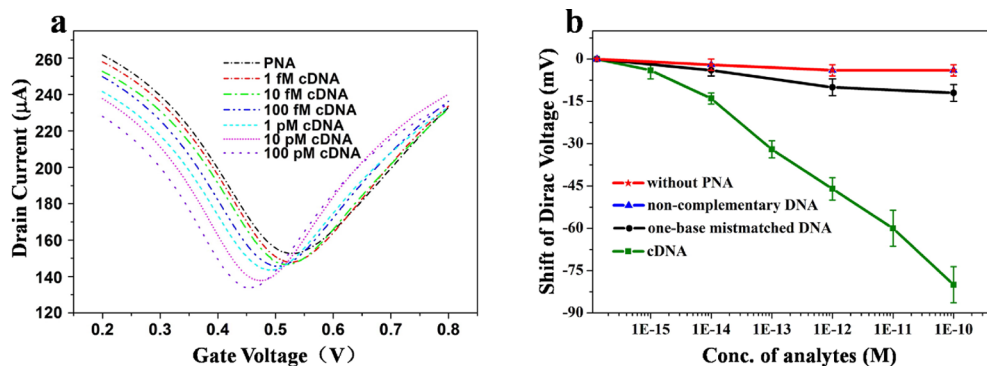 a
PNA
1 fM cDNA
10 fM cDNA
100 fM cDNA
1 pM cDNA
10 pM cDNA
100 pM cDNA
Drain Current (μA)
260
240
220
200
180
160
140
120
0.2
0.3
0.4
0.5
0.6
0.7
0.8
Gate Voltage (V)
b
Shift of Dirac Voltage (mV)
0
-15
-30
-45
-60
-75
-90
without PNA
non-complementary DNA
one-base mismatched DNA
cDNA
1E-15
1E-14
1E-13
1E-12
1E-11
1E-10
Conc. of analytes (M)